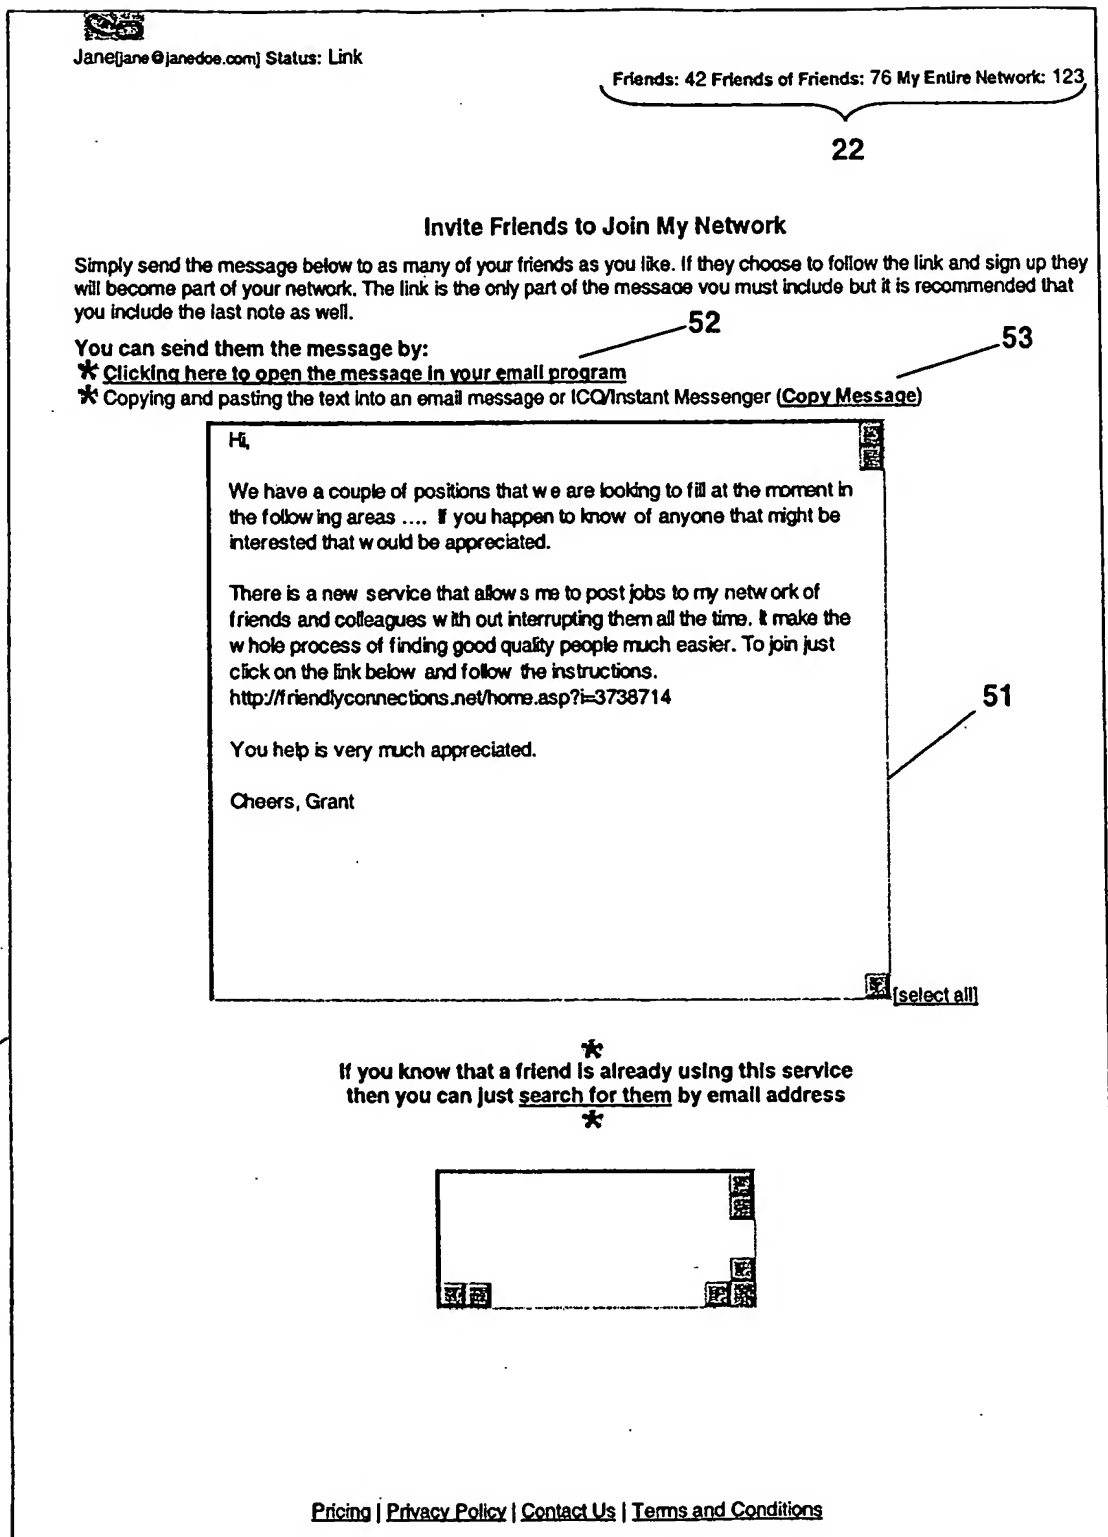 Jane[jane@janedoe.com] Status: Link
Friends: 42 Friends of Friends: 76 My Entire Network: 123
22
Invite Friends to Join My Network
Simply send the message below to as many of your friends as you like. If they choose to follow the link and sign up they
will become part of your network. The link is the only part of the message you must include but it is recommended that
you include the last note as well.
52
53
You can send them the message by:
* Clicking here to open the message in your email program
* Copying and pasting the text into an email message or ICQ/Instant Messenger (Copy Message)
Hi,
We have a couple of positions that we are looking to fill at the moment in
the following areas .... If you happen to know of anyone that might be
interested that would be appreciated.
There is a new service that allows me to post jobs to my network of
friends and colleagues with out interrupting them all the time. It make the
whole process of finding good quality people much easier. To join just
click on the link below and follow the instructions.
http://friendlyconnections.net/home.asp?i=3738714
51
You help is very much appreciated.
Cheers, Grant
[select all]
*
If you know that a friend is already using this service
then you can just search for them by email address
*
Pricing | Privacy Policy | Contact Us | Terms and Conditions